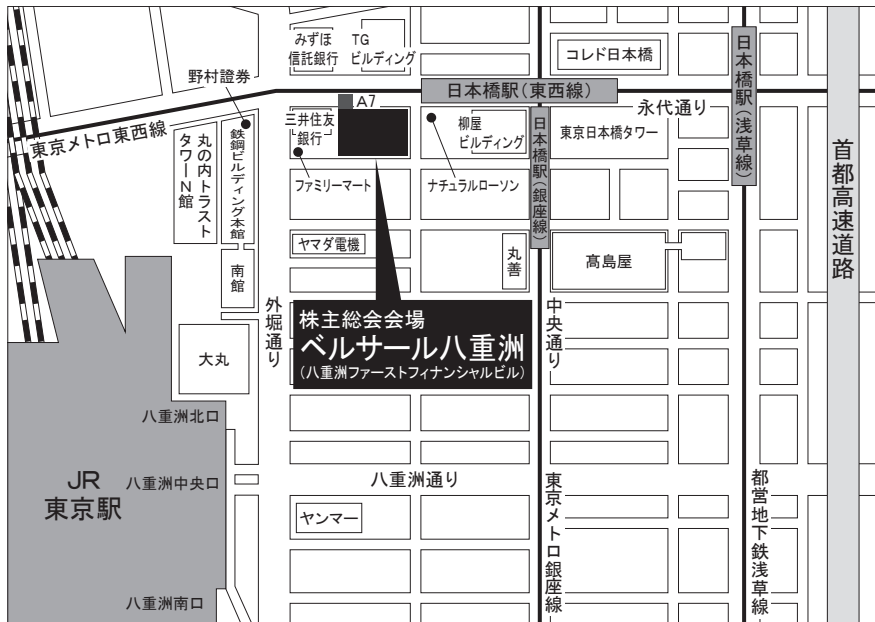 みずほ
信託銀行
TG
ビルディング
コレド日本橋
野村證券
日本橋駅(東西線)
日本橋駅(浅草線)
A7
永代通り
東京メトロ東西線
三井住友
銀行
柳屋
ビルディング
東京日本橋タワー
日本橋駅(銀座線)
首都高速道路
丸の内トラスト
タワーN館
鉄鋼ビルディング本館
ファミリーマート
ナチュラルローソン
ヤマダ電機
丸善
髙島屋
南館
外堀通り
株主総会会場
ベルサール八重洲
(八重洲ファーストフィナンシャルビル)
中央通り
大丸
八重洲北口
JR
東京駅
八重洲中央口
八重洲通り
ヤンマー
東京メトロ銀座線
都営地下鉄浅草線
八重洲南口